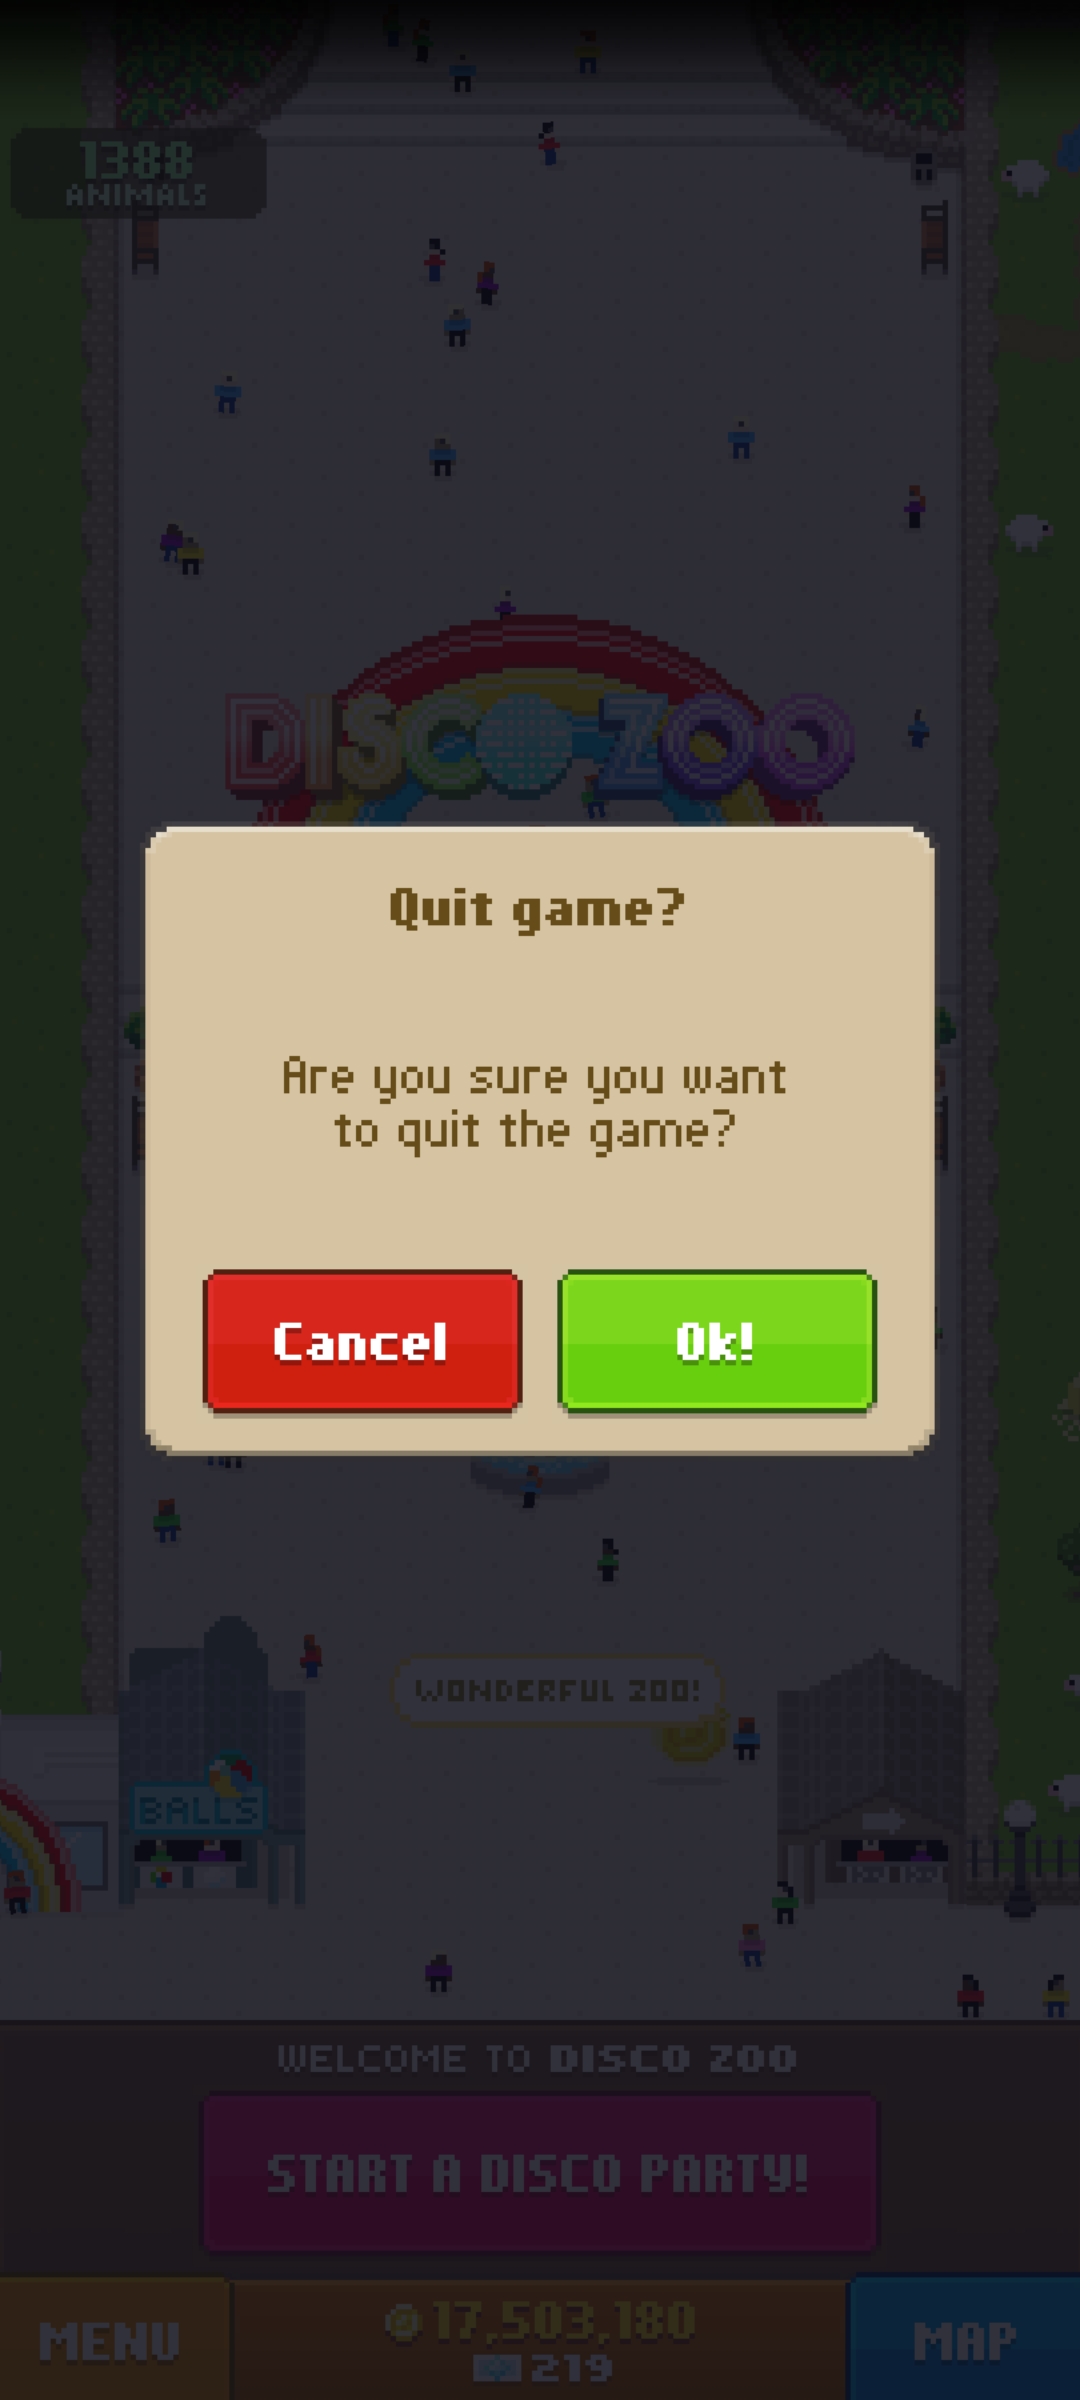 1388
ANIMALS
DISCO ZOO
Quit game?
Are you sure you want
to quit the game?
Cancel
Ok!
WONDERFUL ZOO!
BALLS
WELCOME TO DISCO ZOO
START A DISCO PARTY!
MENU
17,503,180
219
MAP